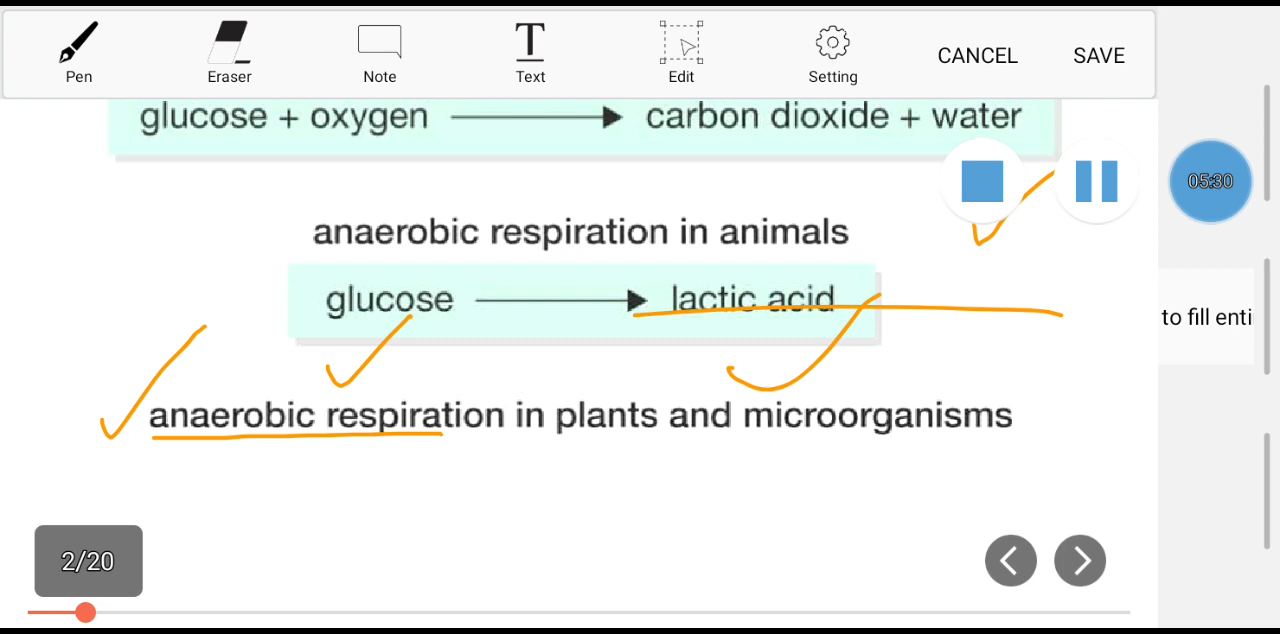 Pen Eraser Note Text Edit Setting CANCEL SAVE
glucose + oxygen → carbon dioxide + water
05:30
anaerobic respiration in animals
glucose → lactic acid
to fill enti
anaerobic respiration in plants and microorganisms
2/20